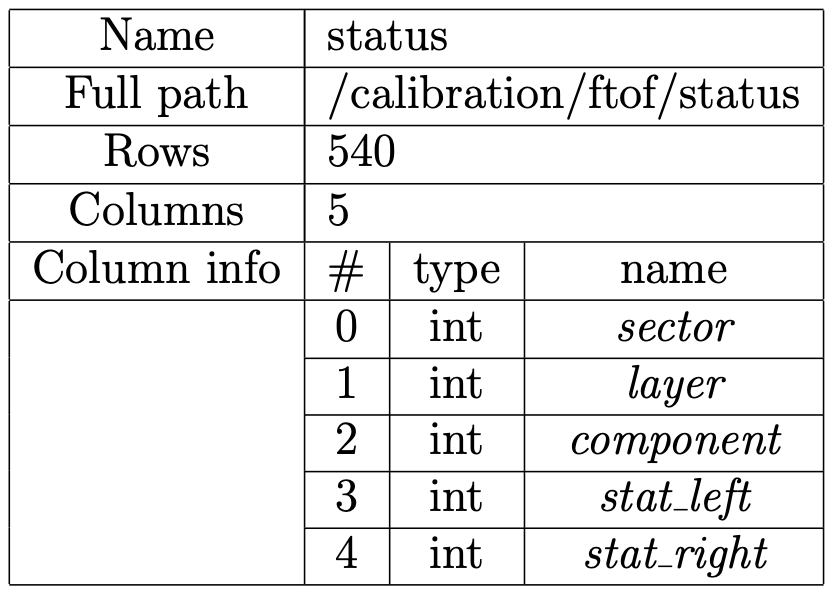 Name status
Full path /calibration/ftof/status
Rows 540
Columns 5
Column info # type name
0 int sector
1 int layer
2 int component
3 int stat_left
4 int stat_right